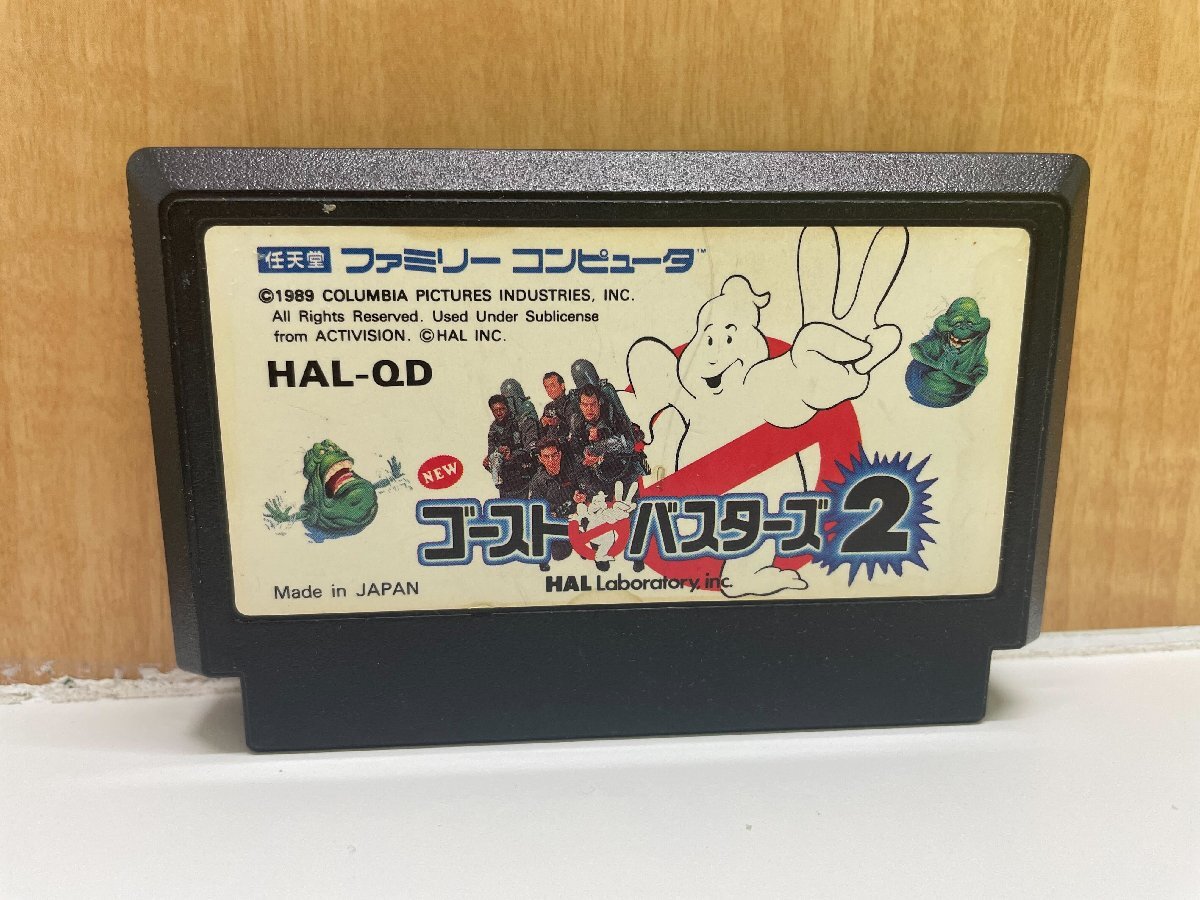 任天堂 ファミリー コンピュータ™
©1989 COLUMBIA PICTURES INDUSTRIES, INC.
All Rights Reserved. Used Under Sublicense
from ACTIVISION. ©HAL INC.
HAL-QD
NEW
ゴーストバスターズ2
HAL Laboratory, inc.
Made in JAPAN